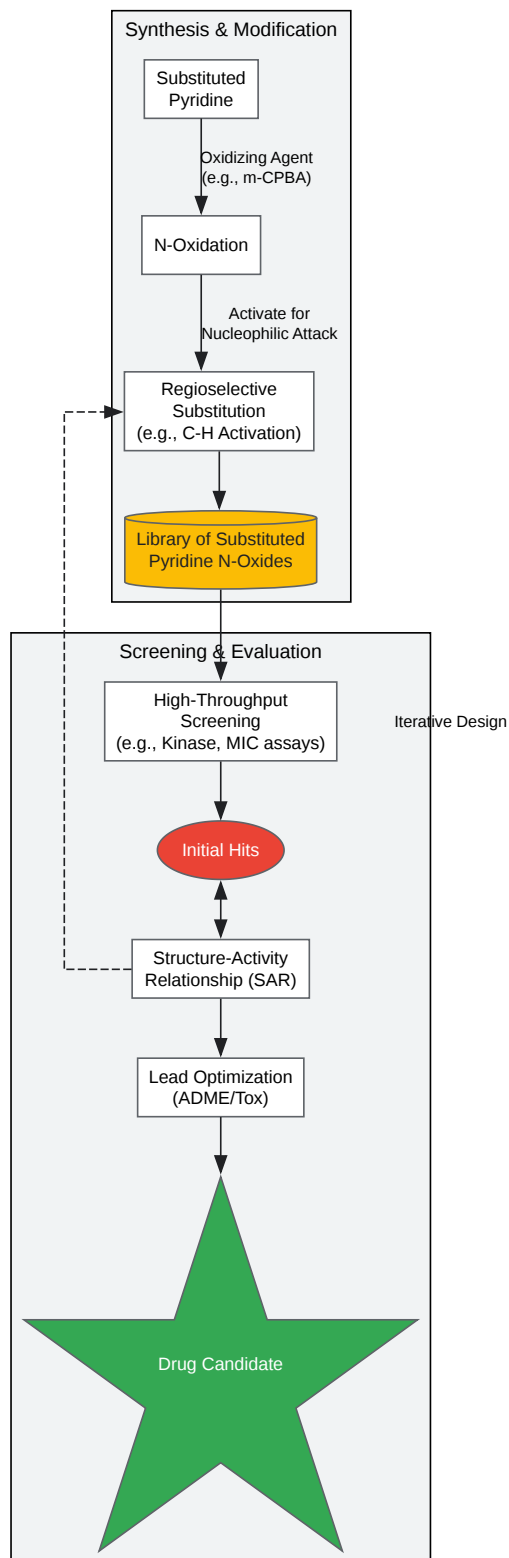 Synthesis & Modification
Substituted
Pyridine
Oxidizing Agent
(e.g., m-CPBA)
N-Oxidation
Activate for
Nucleophilic Attack
Regioselective
Substitution
(e.g., C-H Activation)
Library of Substituted
Pyridine N-Oxides
Screening & Evaluation
High-Throughput
Screening
(e.g., Kinase, MIC assays)
Iterative Design
Initial Hits
Structure-Activity
Relationship (SAR)
Lead Optimization
(ADME/Tox)
Drug Candidate